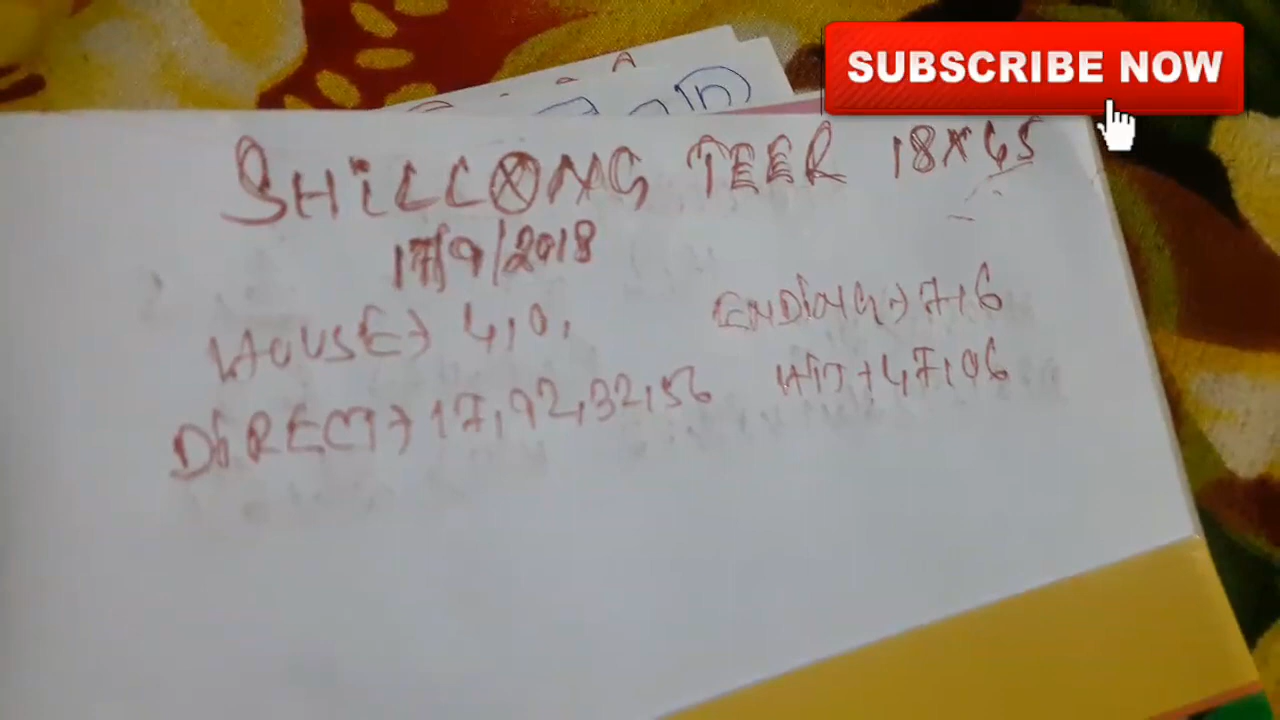 SUBSCRIBE NOW
SHiLLONG TEER 18×45
17/9/2018
HOUSE→ 4,0, ENDiNG→7,6
DiRECT→17,92,32,56 HiT→47,06